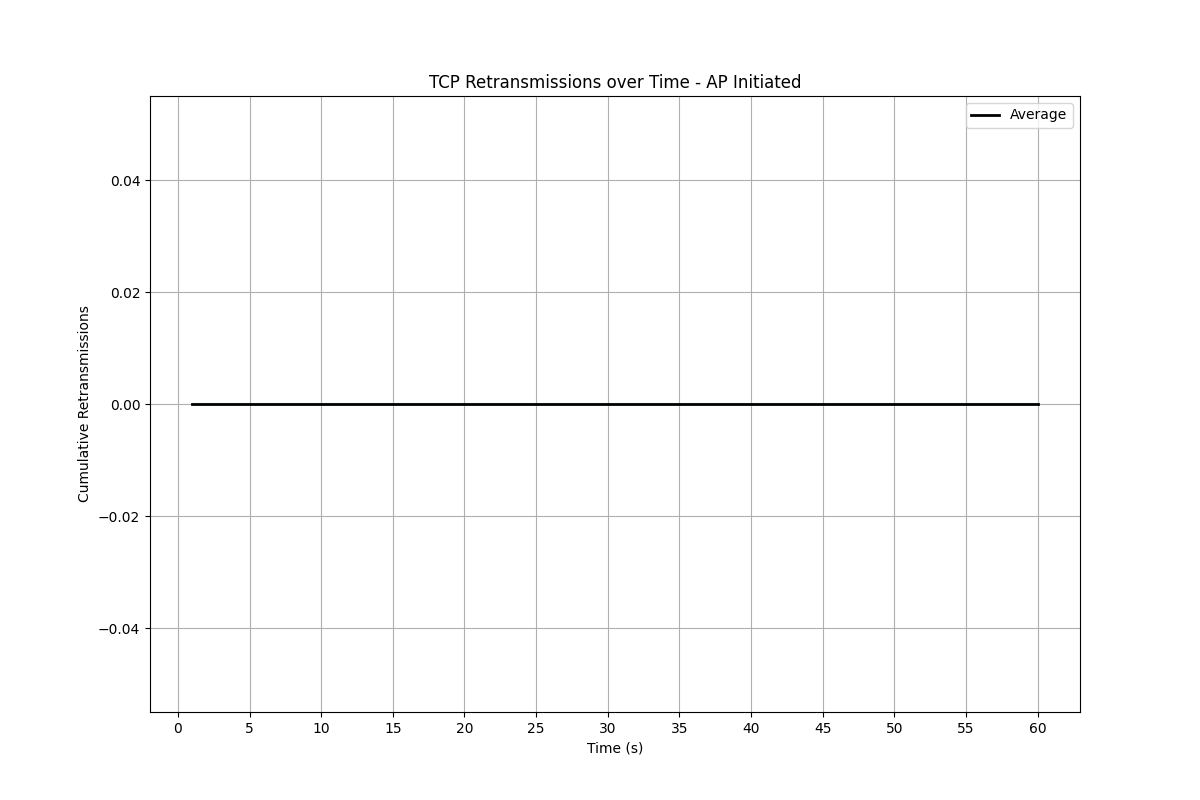 TCP Retransmissions over Time - AP Initiated
Average
0.04
0.02
0.00
−0.02
−0.04
Cumulative Retransmissions
0 5 10 15 20 25 30 35 40 45 50 55 60
Time (s)